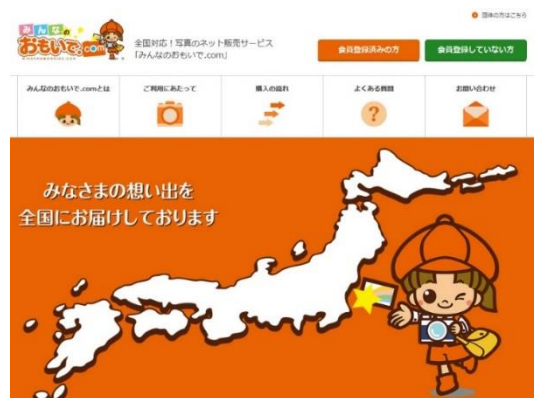 団体の方はこちら
みんなの
おもいで.com
全国対応！写真のネット販売サービス
「みんなのおもいで.com」
会員登録済みの方
会員登録していない方
みんなのおもいで.comとは
ご利用にあたって
購入の流れ
よくある質問
お問い合わせ
?
みなさまの想い出を
全国にお届けしております